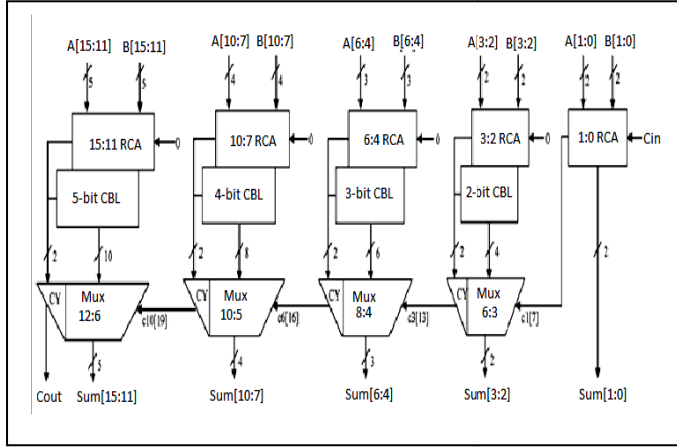 A[15:11] B[15:11] A[10:7] B[10:7] A[6:4] B[6:4] A[3:2] B[3:2] A[1:0] B[1:0]
5 5 4 4 3 3 2 2 2 2
15:11 RCA 0 10:7 RCA 0 6:4 RCA 0 3:2 RCA 0 1:0 RCA Cin
5-bit CBL 4-bit CBL 3-bit CBL 2-bit CBL
2 10 2 8 2 6 2 4 2
CY Mux 12:6 c10[19] CY Mux 10:5 c6[16] CY Mux 8:4 c3[13] CY Mux 6:3 c1[7]
5 4 3 2
Cout Sum[15:11] Sum[10:7] Sum[6:4] Sum[3:2] Sum[1:0]